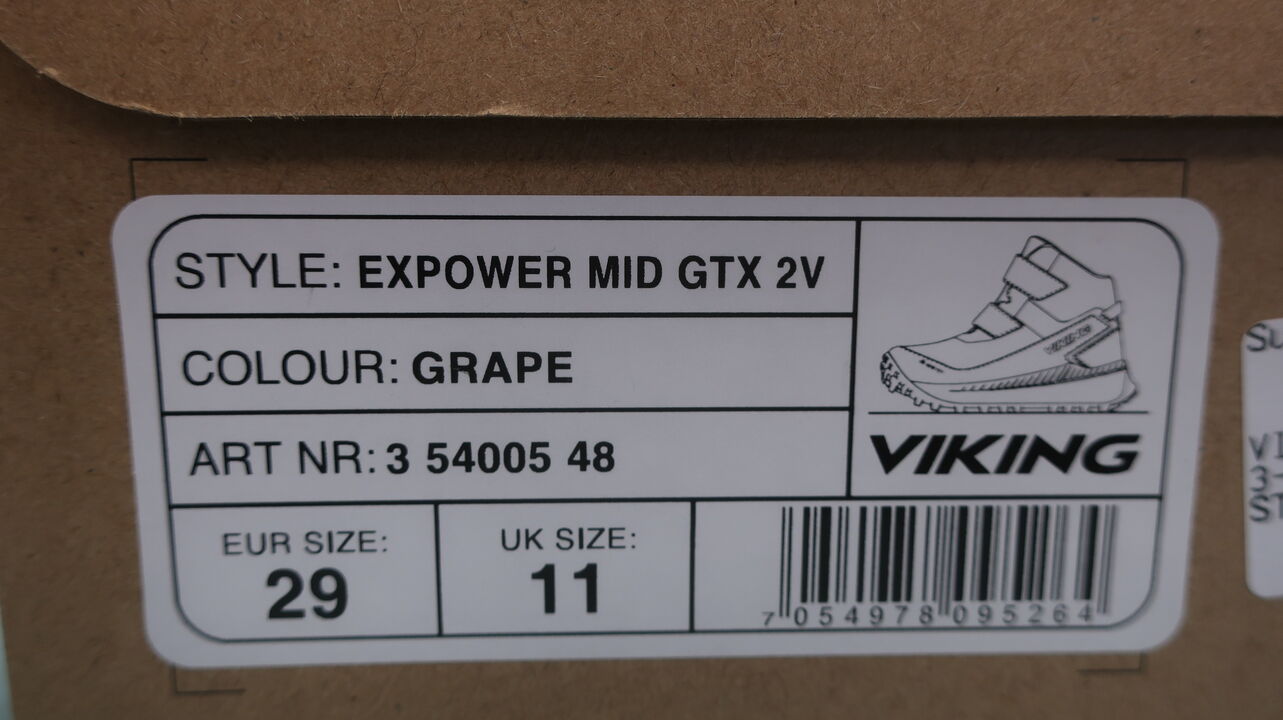 STYLE: EXPOWER MID GTX 2V
COLOUR: GRAPE
ART NR: 3 54005 48
VIKING
VIKING
EUR SIZE:
29
UK SIZE:
11
7 054978 095264